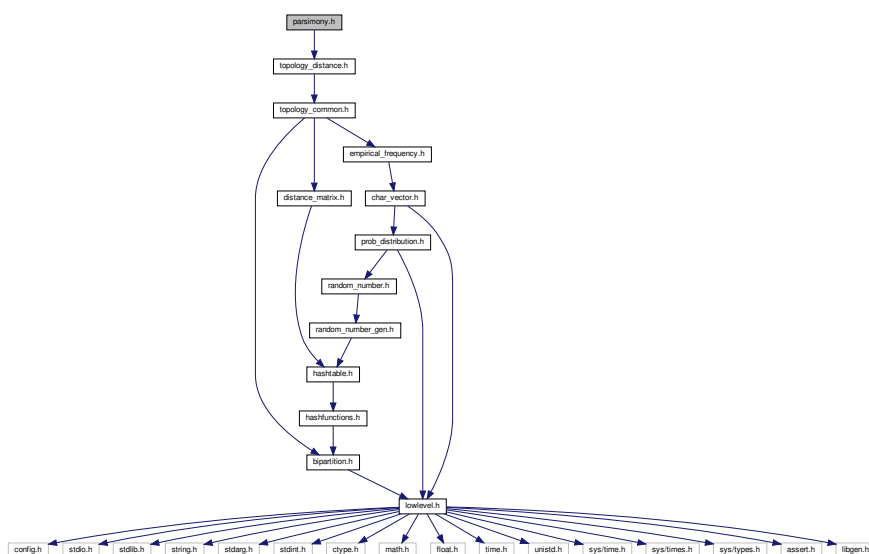 parsimony.h
topology_distance.h
topology_common.h
empirical_frequency.h
distance_matrix.h
char_vector.h
prob_distribution.h
random_number.h
random_number_gen.h
hashtable.h
hashfunctions.h
bipartition.h
lowlevel.h
config.h
stdio.h
stdlib.h
string.h
stdarg.h
stdint.h
ctype.h
math.h
float.h
time.h
unistd.h
sys/time.h
sys/times.h
sys/types.h
assert.h
libgen.h